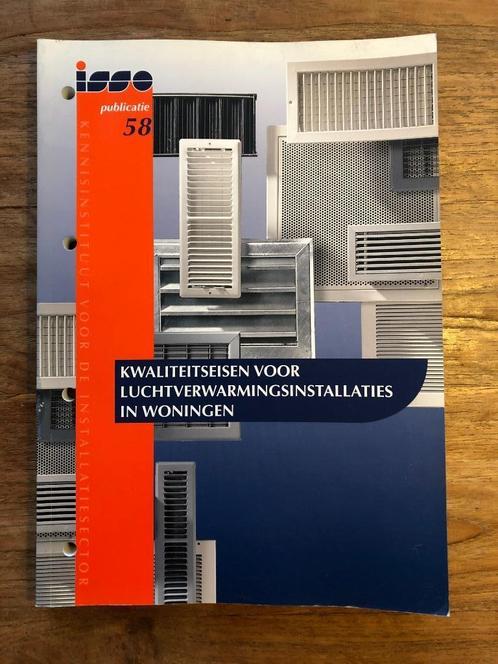 isso
publicatie
58
KENNISINSTITUUT VOOR DE INSTALLATIESECTOR
KWALITEITSEISEN VOOR
LUCHTVERWARMINGSINSTALLATIES
IN WONINGEN